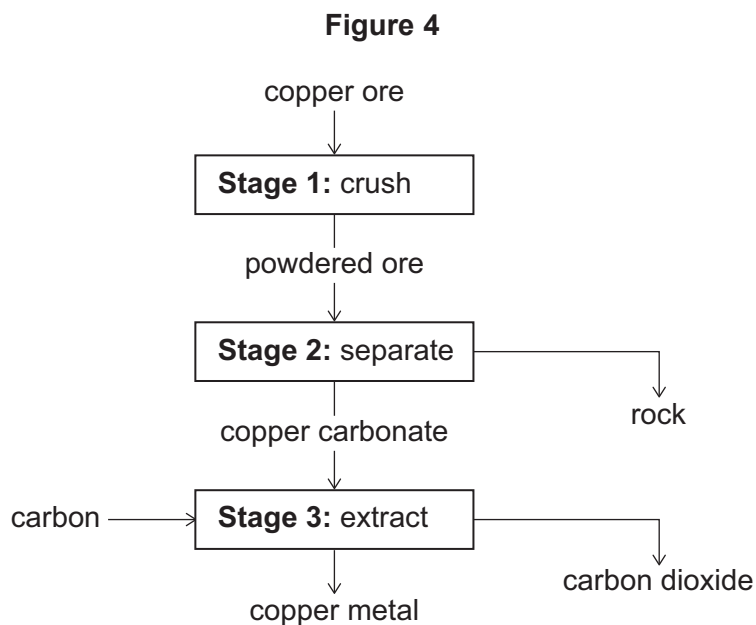 Figure 4
copper ore
Stage 1: crush
powdered ore
Stage 2: separate
rock
copper carbonate
carbon
Stage 3: extract
carbon dioxide
copper metal